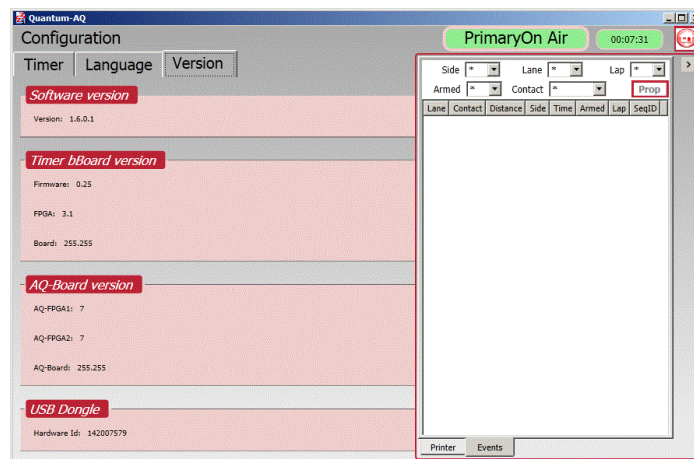 Quantum-AQ
Configuration
PrimaryOn Air
00:07:31
Timer Language Version
Software version
Version: 1.6.0.1
Timer bBoard version
Firmware: 0.25
FPGA: 3.1
Board: 255.255
AQ-Board version
AQ-FPGA1: 7
AQ-FPGA2: 7
AQ-Board: 255.255
USB Dongle
Hardware Id: 142007579
Side * Lane * Lap *
Armed * Contact * Prop
Lane Contact Distance Side Time Armed Lap SeqID
Printer Events